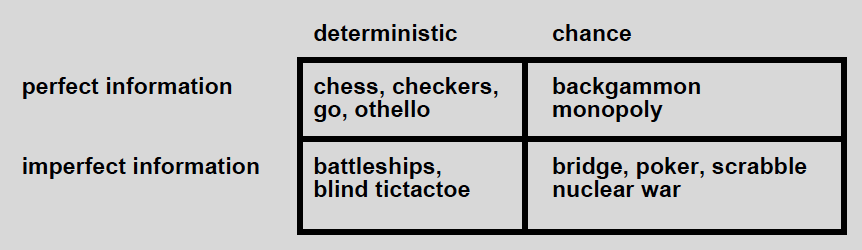 deterministic chance
perfect information chess, checkers, backgammon
go, othello monopoly
imperfect information battleships, bridge, poker, scrabble
blind tictactoe nuclear war